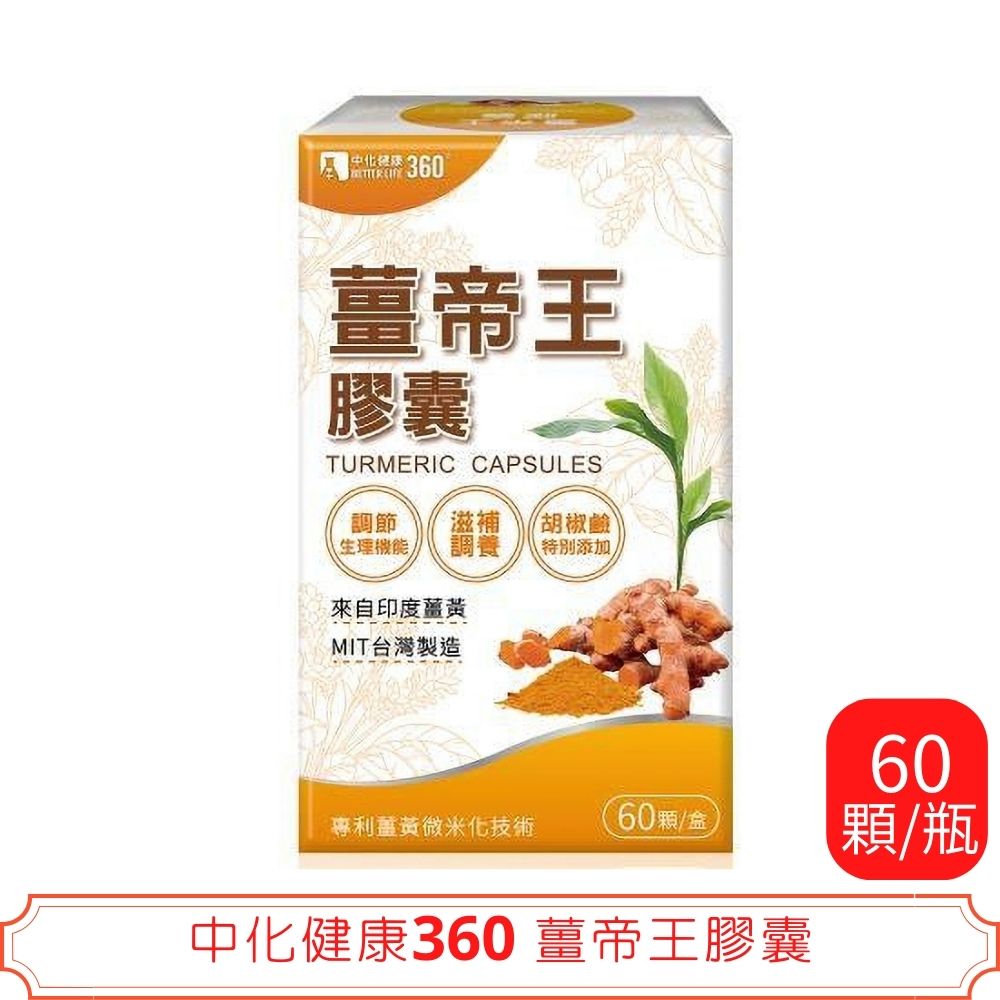 中化健康
BETTER LIFE 360
薑帝王
膠囊
TURMERIC CAPSULES
調節
生理機能
滋補
調養
胡椒鹼
特別添加
來自印度薑黃
MIT台灣製造
專利薑黃微米化技術
60顆/盒
60
顆/瓶
中化健康360 薑帝王膠囊